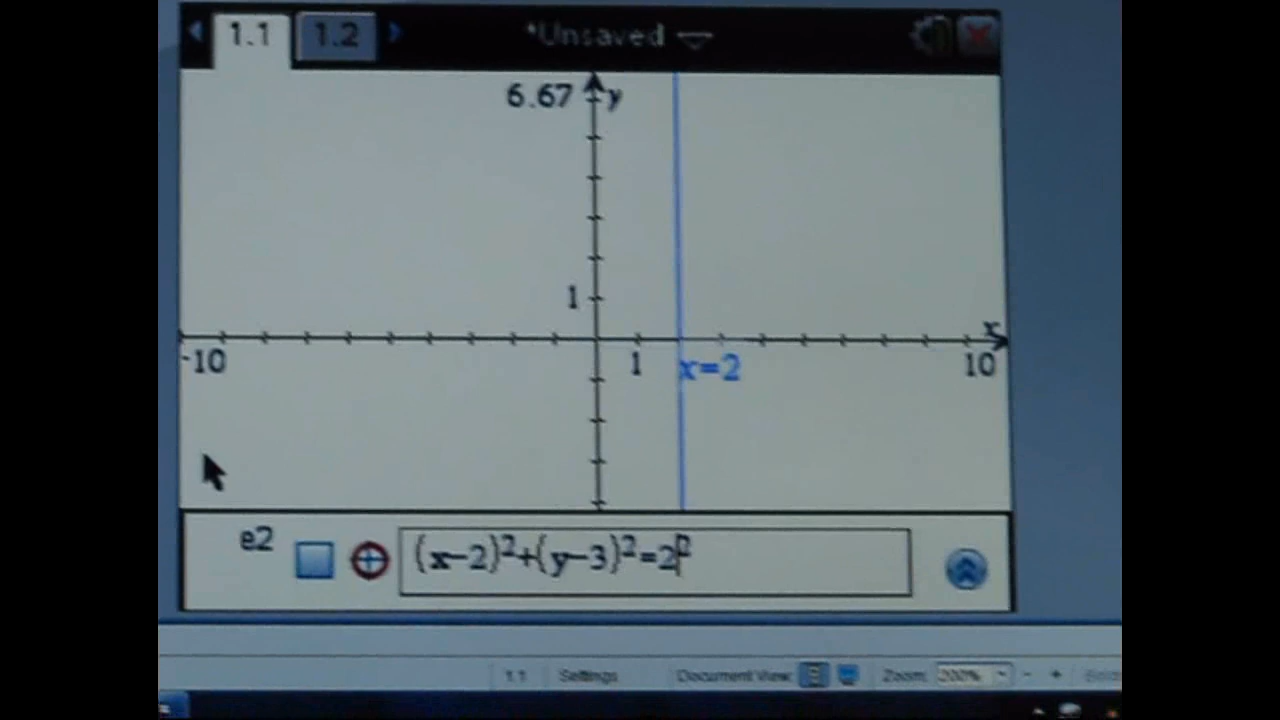 1.1 1.2 *Unsaved
6.67 y
1
x
-10 1 x=2 10
e2 (x-2)²+(y-3)²=2²
1.1 Settings Document View: Zoom: 200% - +